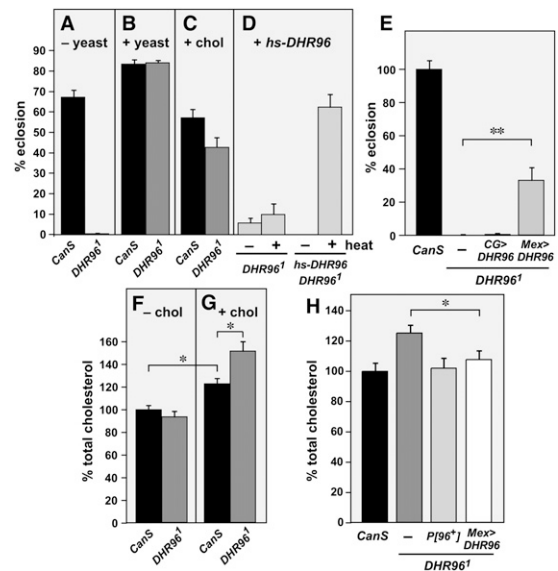 A B C D
– yeast + yeast + chol + hs-DHR96
% eclosion
90
80
70
60
50
40
30
20
10
0
CanS DHR96¹ CanS DHR96¹ CanS DHR96¹
– + – + heat
DHR96¹ hs-DHR96
DHR96¹
E
% eclosion
120
100
80
60
40
20
0
**
CanS – CG> DHR96 Mex> DHR96
DHR96¹
F G
– chol + chol
% total cholesterol
160
140
120
100
80
60
40
20
0
* *
CanS DHR96¹ CanS DHR96¹
H
% total cholesterol
140
120
100
80
60
40
20
0
*
CanS – P[96⁺] Mex> DHR96
DHR96¹